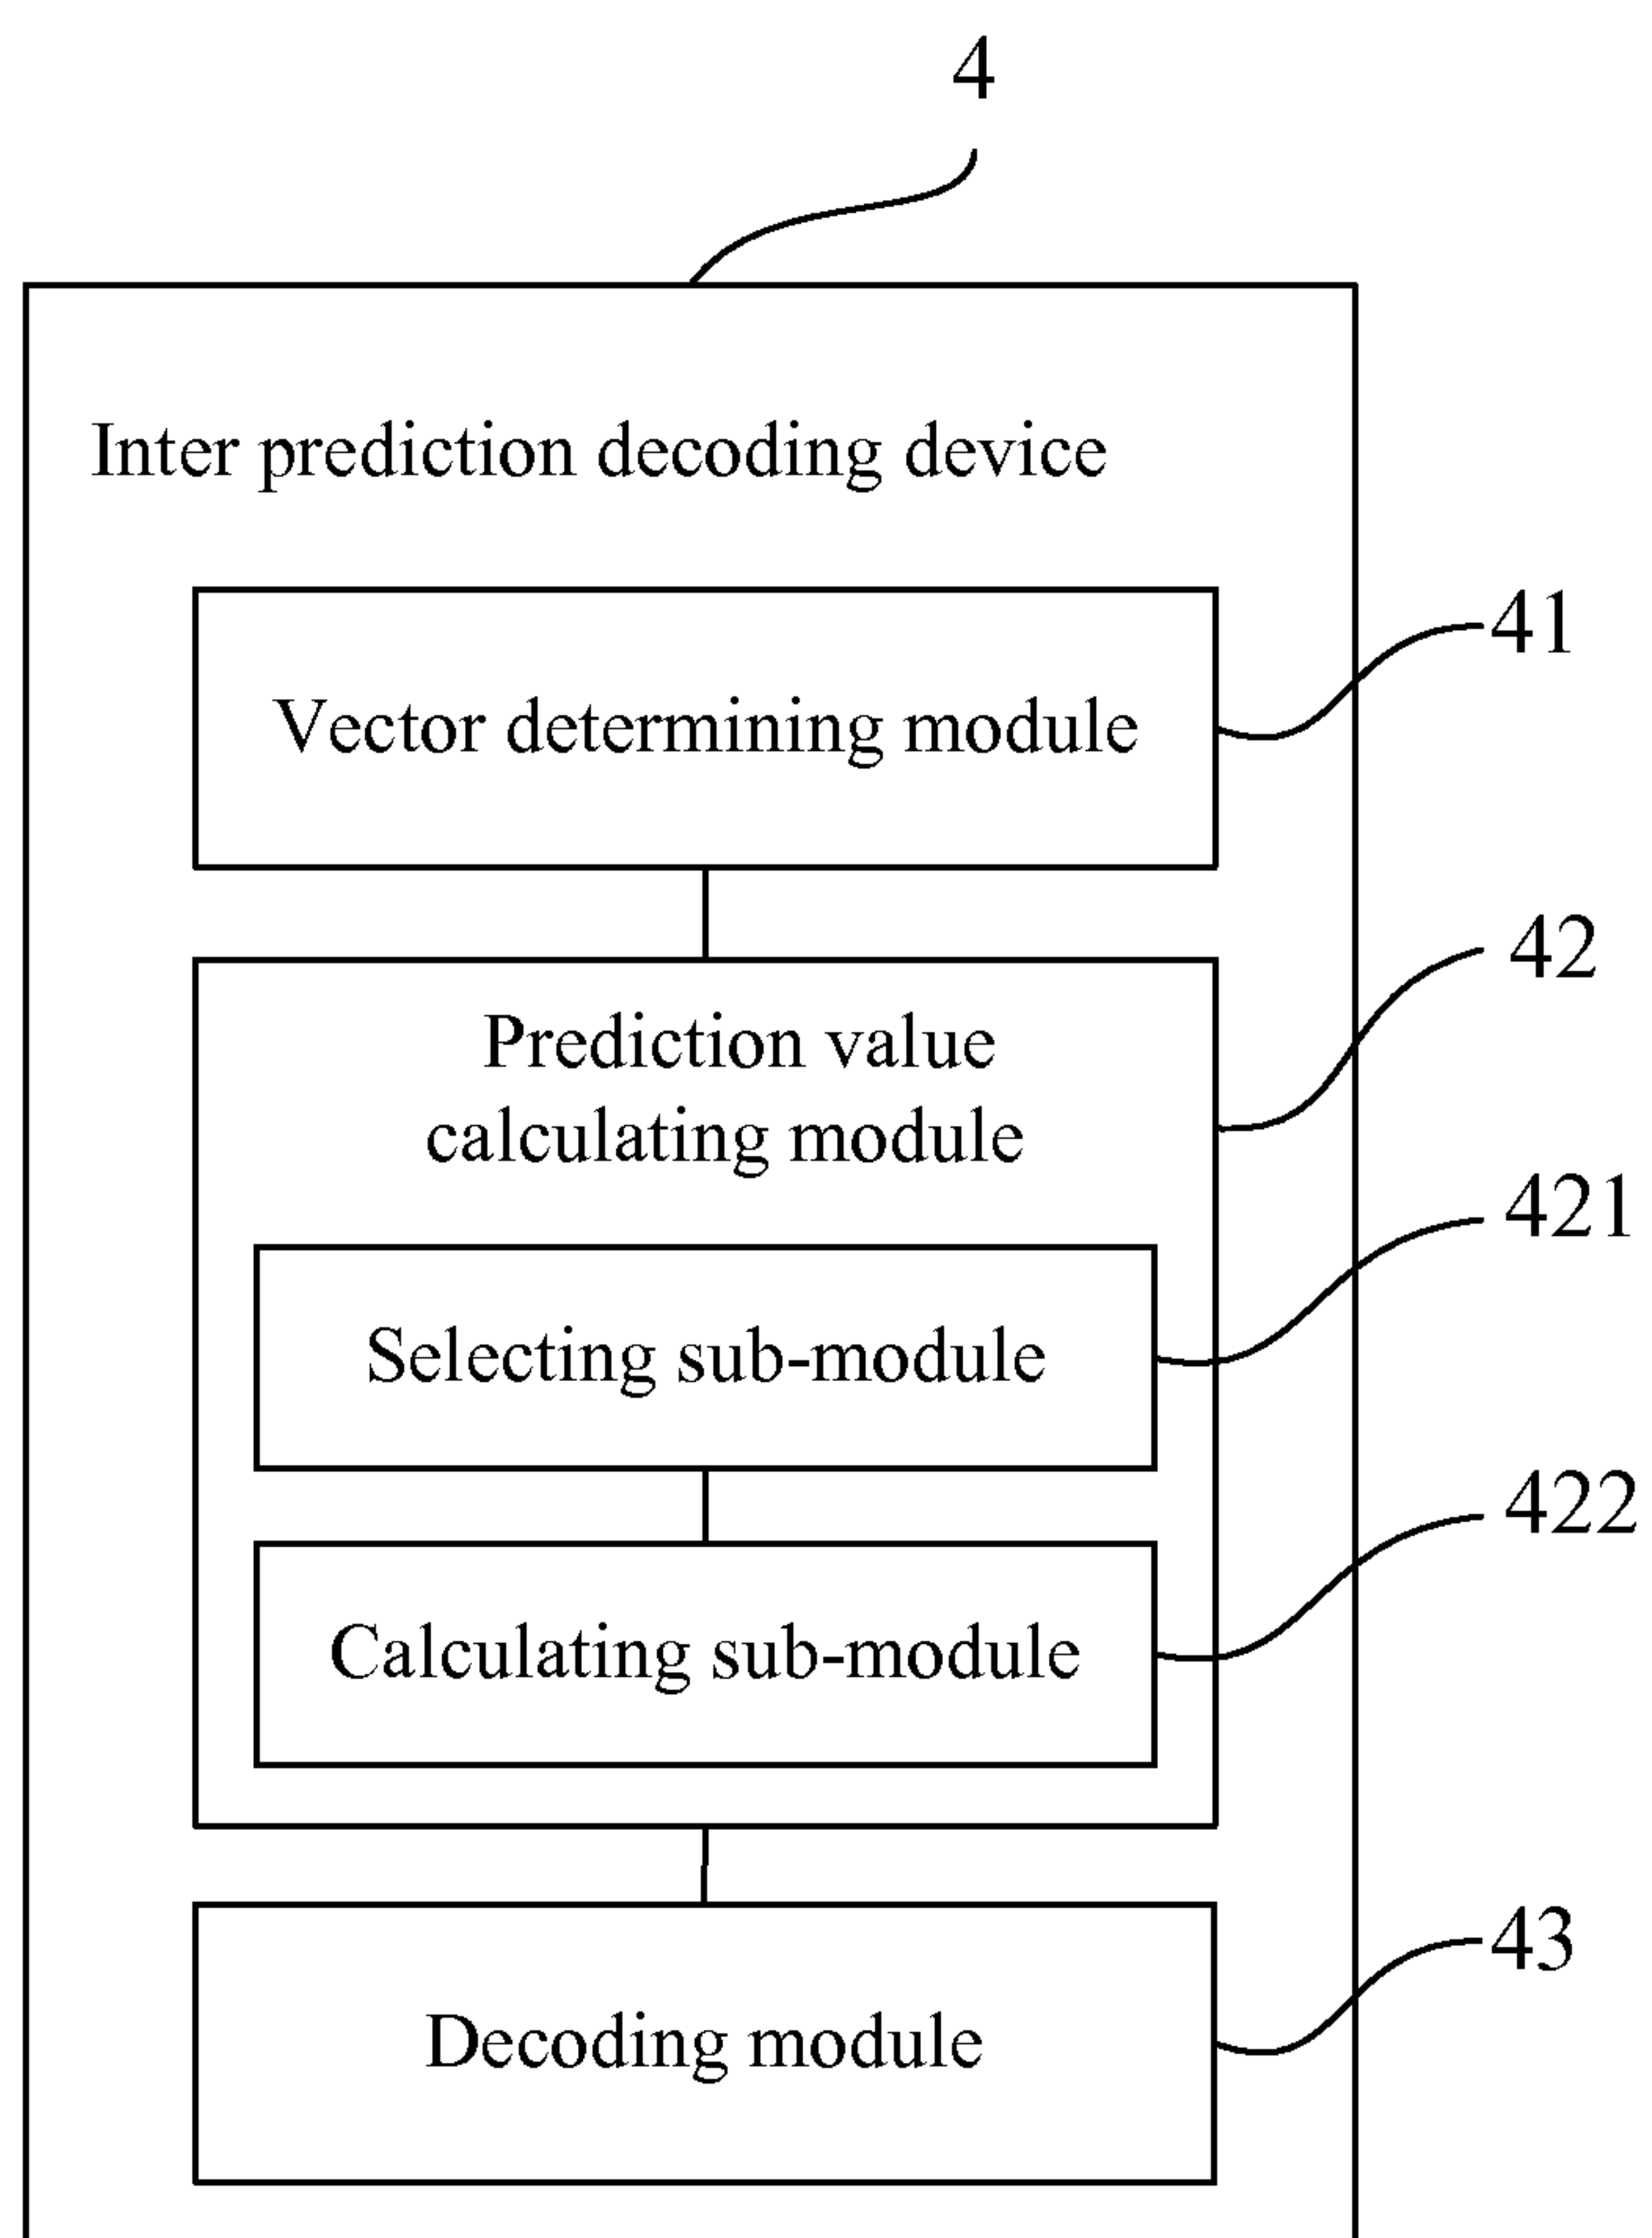 4
Inter prediction decoding device
41
Vector determining module
42
Prediction value
calculating module
421
Selecting sub-module
422
Calculating sub-module
43
Decoding module